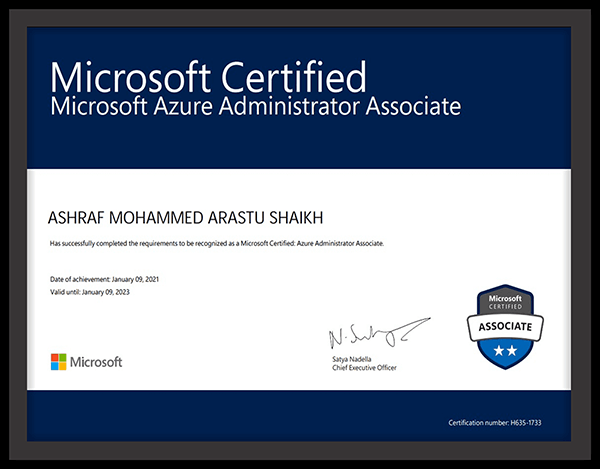 Microsoft Certified
Microsoft Azure Administrator Associate
ASHRAF MOHAMMED ARASTU SHAIKH
Has successfully completed the requirements to be recognized as a Microsoft Certified: Azure Administrator Associate.
Date of achievement: January 09, 2021
Valid until: January 09, 2023
Microsoft
CERTIFIED
ASSOCIATE
Satya Nadella
Chief Executive Officer
Microsoft
Certification number: H635-1733